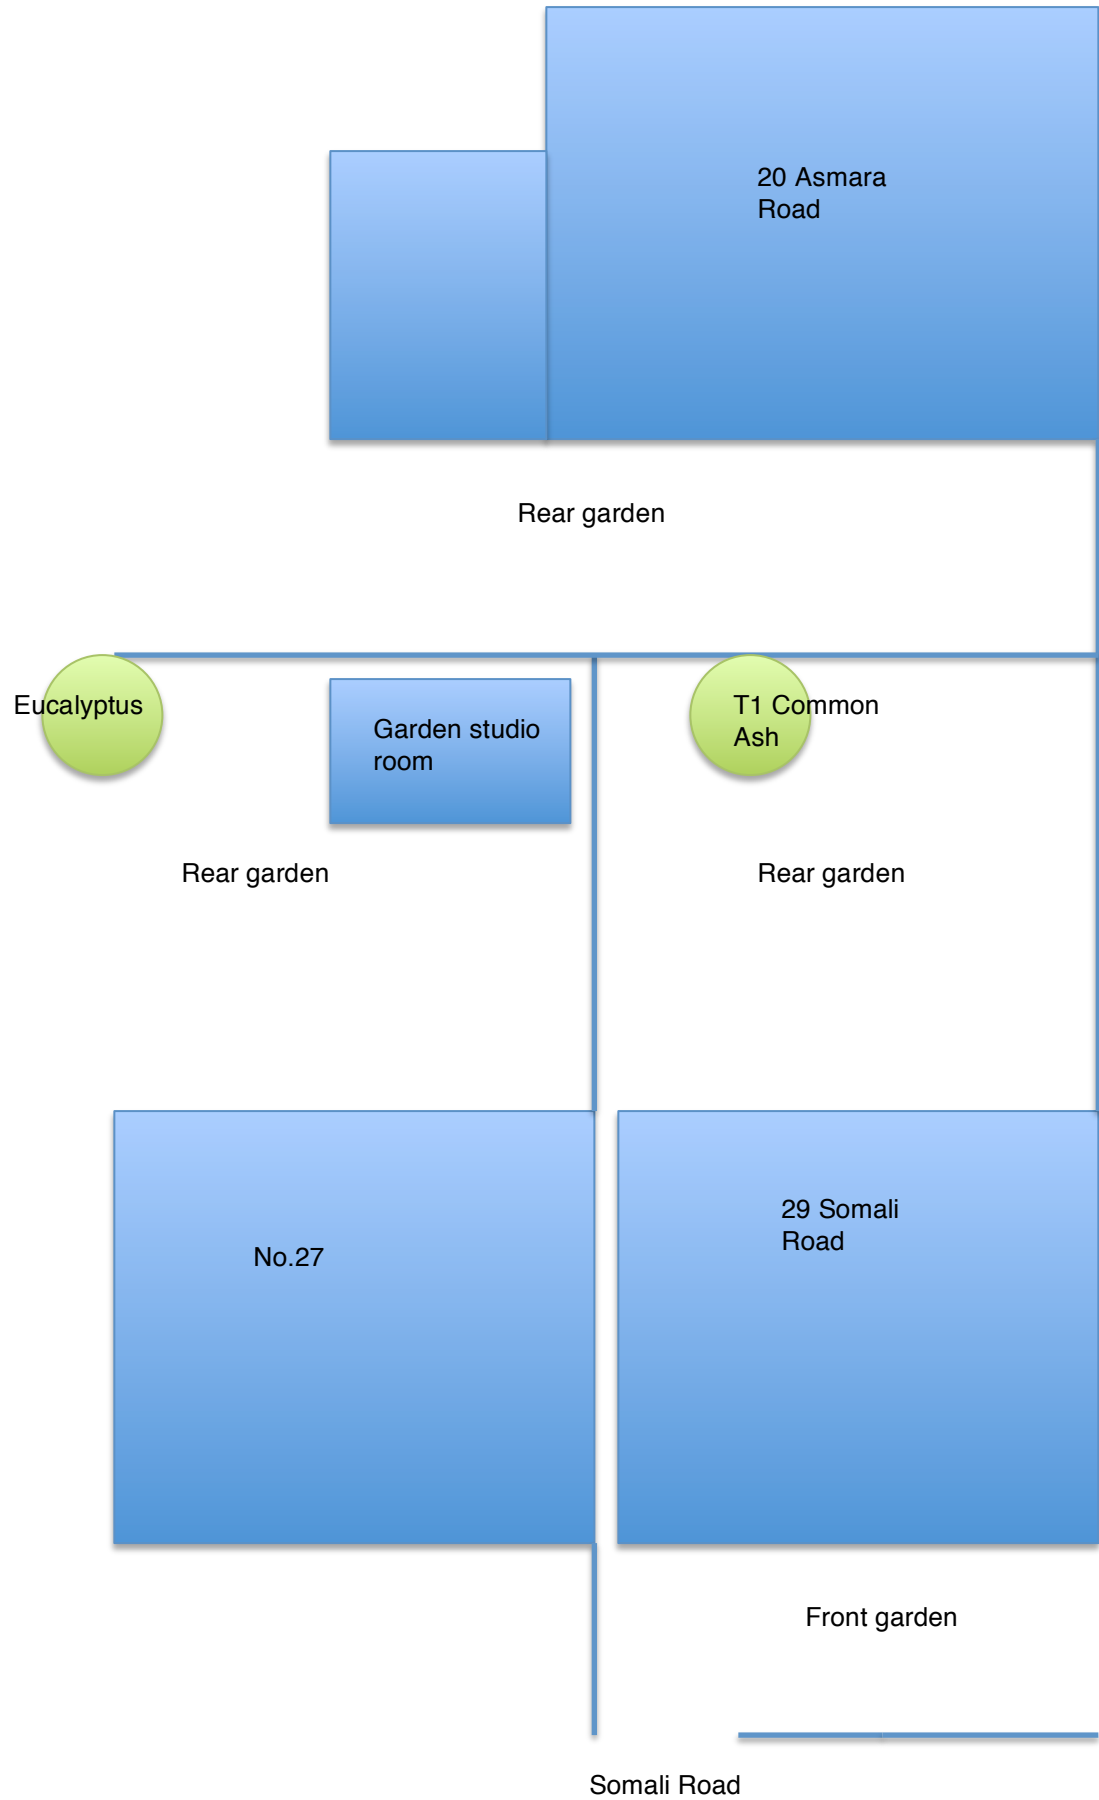 20 Asmara
Road
Rear garden
Eucalyptus
Garden studio
room
T1 Common
Ash
Rear garden
Rear garden
No.27
29 Somali
Road
Front garden
Somali Road